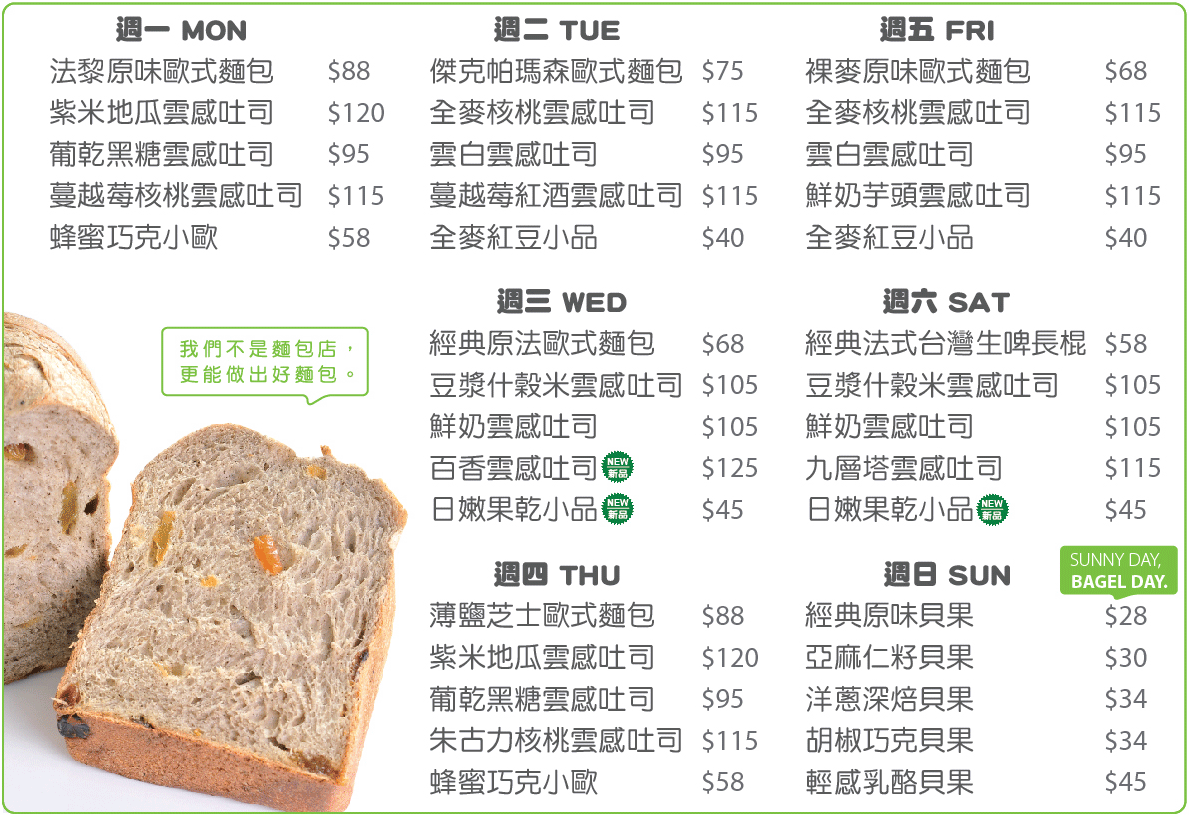 週一 MON
法黎原味歐式麵包 $88
紫米地瓜雲感吐司 $120
葡乾黑糖雲感吐司 $95
蔓越莓核桃雲感吐司 $115
蜂蜜巧克小歐 $58
週二 TUE
傑克帕瑪森歐式麵包 $75
全麥核桃雲感吐司 $115
雲白雲感吐司 $95
蔓越莓紅酒雲感吐司 $115
全麥紅豆小品 $40
週五 FRI
裸麥原味歐式麵包 $68
全麥核桃雲感吐司 $115
雲白雲感吐司 $95
鮮奶芋頭雲感吐司 $115
全麥紅豆小品 $40
我們不是麵包店，
更能做出好麵包。
週三 WED
經典原法歐式麵包 $68
豆漿什穀米雲感吐司 $105
鮮奶雲感吐司 $105
百香雲感吐司 NEW 新品 $125
日嫩果乾小品 NEW 新品 $45
週六 SAT
經典法式台灣生啤長棍 $58
豆漿什穀米雲感吐司 $105
鮮奶雲感吐司 $105
九層塔雲感吐司 $115
日嫩果乾小品 NEW 新品 $45
週四 THU
薄鹽芝士歐式麵包 $88
紫米地瓜雲感吐司 $120
葡乾黑糖雲感吐司 $95
朱古力核桃雲感吐司 $115
蜂蜜巧克小歐 $58
週日 SUN
SUNNY DAY,
BAGEL DAY.
經典原味貝果 $28
亞麻仁籽貝果 $30
洋蔥深焙貝果 $34
胡椒巧克貝果 $34
輕感乳酪貝果 $45